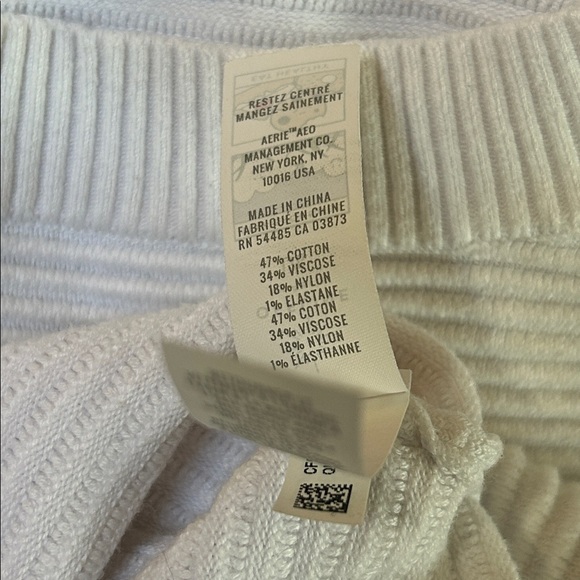 RESTEZ CENTRÉ
MANGEZ SAINEMENT
AERIE™AEO
MANAGEMENT CO.
NEW YORK, NY
10016 USA
MADE IN CHINA
FABRIQUÉ EN CHINE
RN 54485 CA 03873
47% COTTON
34% VISCOSE
18% NYLON
1% ELASTANE
47% COTON
34% VISCOSE
18% NYLON
1% ÉLASTHANNE